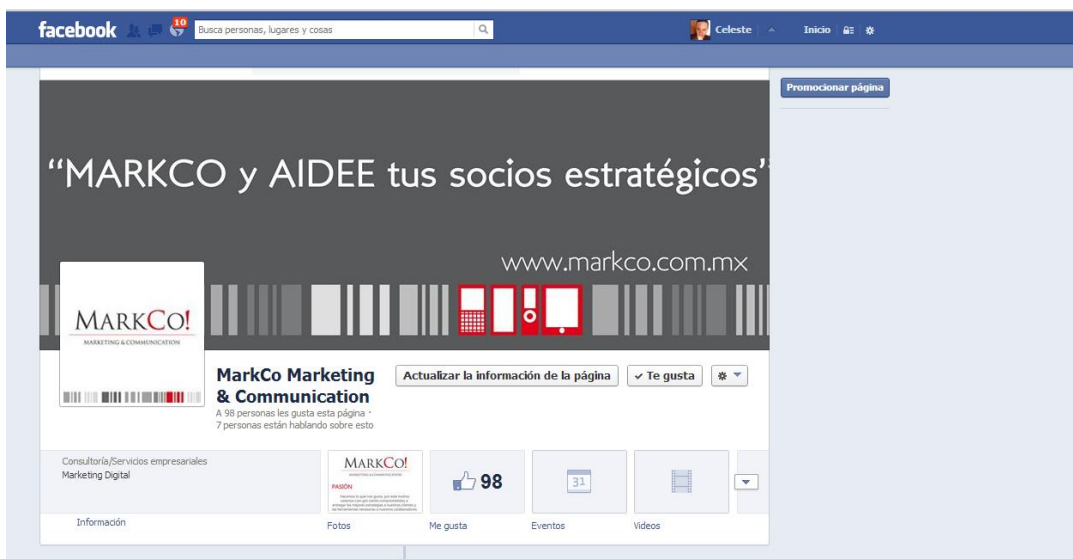 facebook
10
Busca personas, lugares y cosas
Celeste
Inicio
Promocionar página
“MARKCO y AIDEE tus socios estratégicos”
www.markco.com.mx
MARKCO!
MARKETING & COMMUNICATION
MarkCo Marketing
& Communication
Actualizar la información de la página
Te gusta
A 98 personas les gusta esta página ·
7 personas están hablando sobre esto
Consultoría/Servicios empresariales
Marketing Digital
Información
MARKCO!
PASIÓN
Fotos
98
Me gusta
31
Eventos
Videos